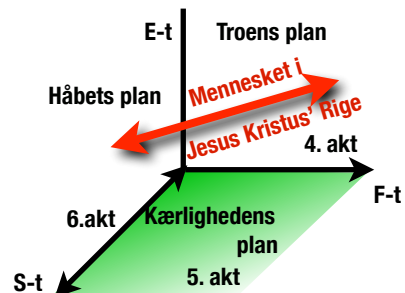 E-t
Troens plan
Håbets plan
Mennesket i
Jesus Kristus’ Rige
4. akt
F-t
6.akt
Kærlighedens
plan
5. akt
S-t